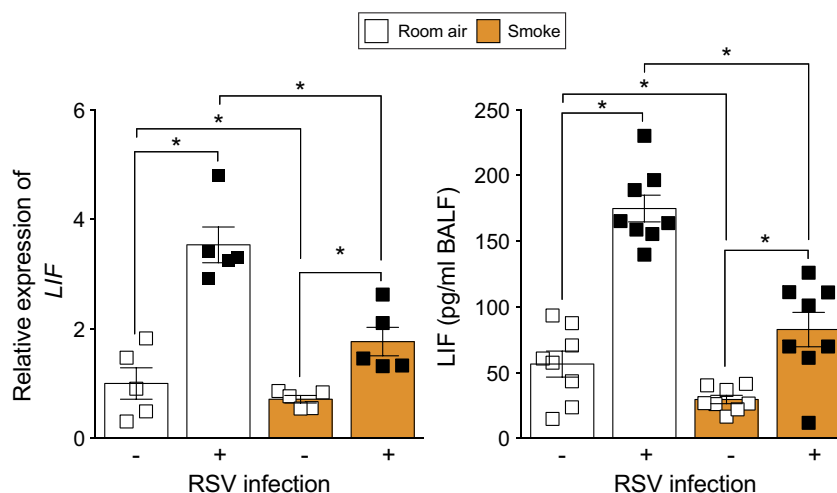 Room air Smoke
Relative expression of
LIF
6
4
2
0
* * * *
- + - +
RSV infection
LIF (pg/ml BALF)
250
200
150
100
50
0
* * * *
- + - +
RSV infection